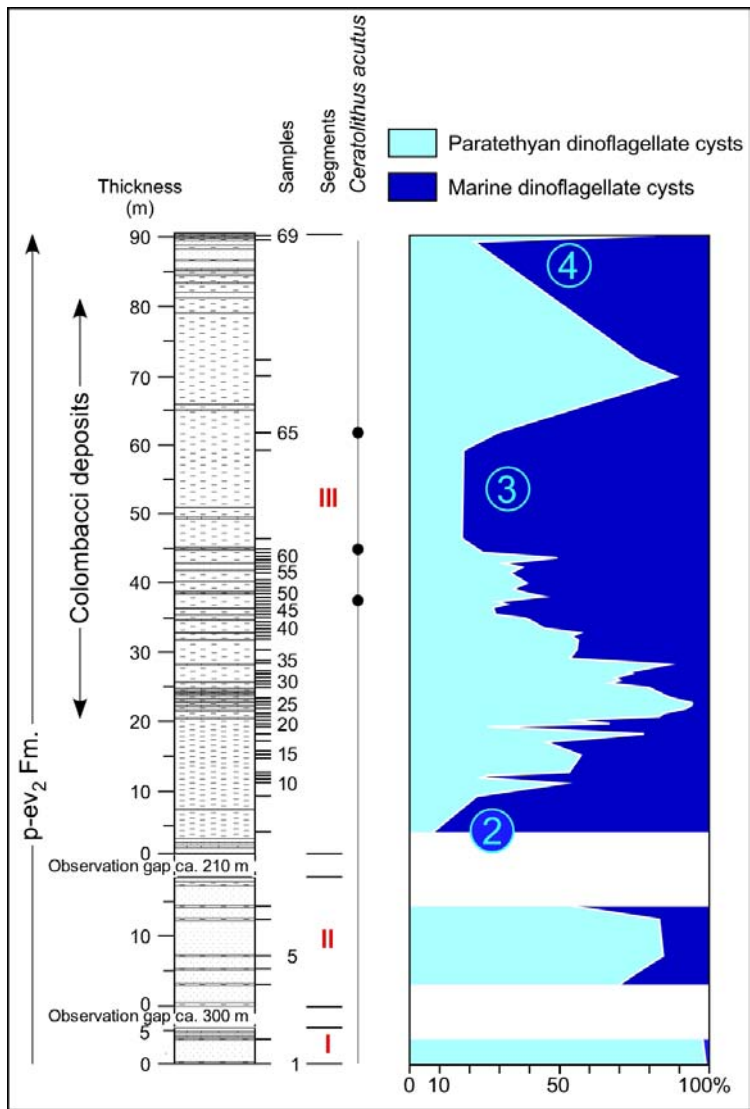 Samples
Segments
Ceratolithus acutus
Paratethyan dinoflagellate cysts
Marine dinoflagellate cysts
Thickness
(m)
90
80
70
60
50
40
30
20
10
0
69
65
60
55
50
45
40
35
30
25
20
15
10
III
4
3
2
Colombacci deposits
p-ev2 Fm.
Observation gap ca. 210 m
10
0
5
II
Observation gap ca. 300 m
5
0
1
I
0 10 50 100%